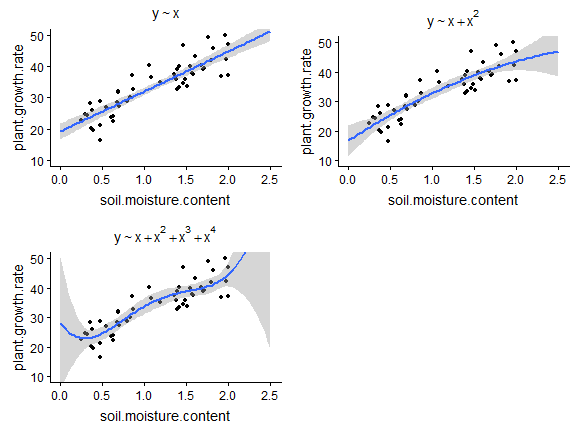 y ~ x
plant.growth.rate
50
40
30
20
10
0.0 0.5 1.0 1.5 2.0 2.5
soil.moisture.content
y ~ x + x²
plant.growth.rate
50
40
30
20
10
0.0 0.5 1.0 1.5 2.0 2.5
soil.moisture.content
y ~ x + x² + x³ + x⁴
plant.growth.rate
50
40
30
20
10
0.0 0.5 1.0 1.5 2.0 2.5
soil.moisture.content